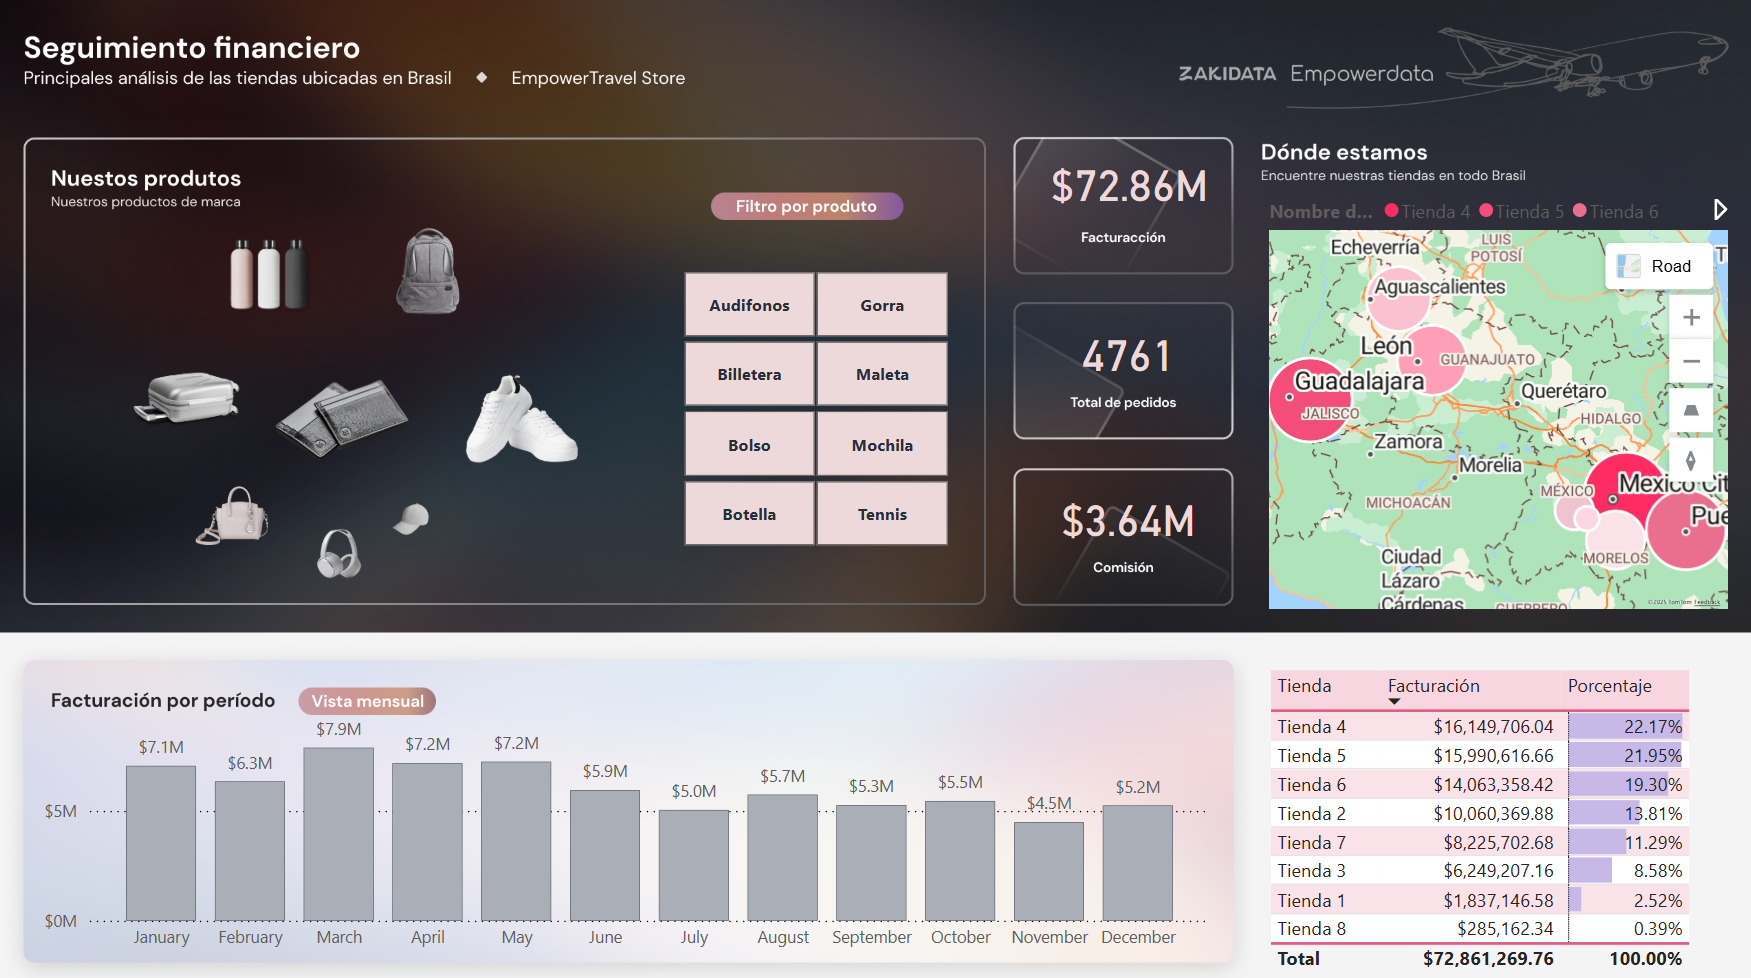 Seguimiento financiero
Principales análisis de las tiendas ubicadas en Brasil ◆ EmpowerTravel Store
ZAKIDATA Empowerdata
Nuestos produtos
Nuestros productos de marca
Filtro por produto
Audifonos Gorra
Billetera Maleta
Bolso Mochila
Botella Tennis
$72.86M
Facturacción
4761
Total de pedidos
$3.64M
Comisión
Dónde estamos
Encuentre nuestras tiendas en todo Brasil
Nombre d... Tienda 4 Tienda 5 Tienda 6
Echeverría
LUIS
POTOSÍ
Road
Aguascalientes
León
GUANAJUATO
Guadalajara
JALISCO
Querétaro
HIDALGO
Zamora
Morelia
MÉXICO
Mexico Cit
MICHOACÁN
Pue
MORELOS
Ciudad
Lázaro
Cárdenas
GUERRERO
©2025 TomTom Feedback
Facturación por período
Vista mensual
$7.1M $6.3M $7.9M $7.2M $7.2M $5.9M $5.0M $5.7M $5.3M $5.5M $4.5M $5.2M
$5M
$0M
January February March April May June July August September October November December
Tienda Facturación Porcentaje
Tienda 4 $16,149,706.04 22.17%
Tienda 5 $15,990,616.66 21.95%
Tienda 6 $14,063,358.42 19.30%
Tienda 2 $10,060,369.88 13.81%
Tienda 7 $8,225,702.68 11.29%
Tienda 3 $6,249,207.16 8.58%
Tienda 1 $1,837,146.58 2.52%
Tienda 8 $285,162.34 0.39%
Total $72,861,269.76 100.00%